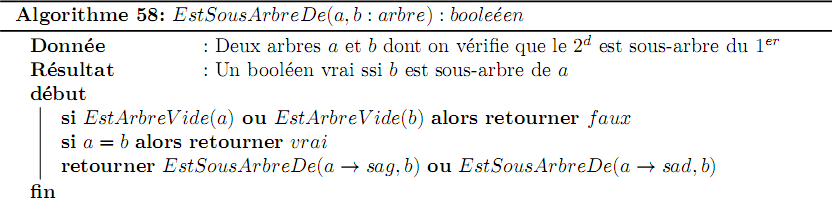 Algorithme 58: EstSousArbreDe(a, b : arbre) : booleéen
Donnée : Deux arbres a et b dont on vérifie que le 2^d est sous-arbre du 1^er
Résultat : Un booléen vrai ssi b est sous-arbre de a
début
si EstArbreVide(a) ou EstArbreVide(b) alors retourner faux
si a = b alors retourner vrai
retourner EstSousArbreDe(a → sag, b) ou EstSousArbreDe(a → sad, b)
fin